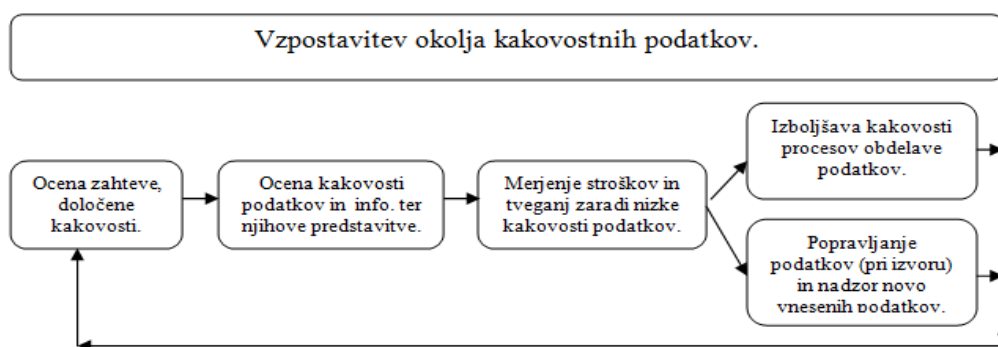 Vzpostavitev okolja kakovostnih podatkov.
Ocena zahteve,
določene
kakovosti.
Ocena kakovosti
podatkov in info. ter
njihove predstavitve.
Merjenje stroškov in
tveganj zaradi nizke
kakovosti podatkov.
Izboljšava kakovosti
procesov obdelave
podatkov.
Popravljanje
podatkov (pri izvoru)
in nadzor novo
vnesenih podatkov.